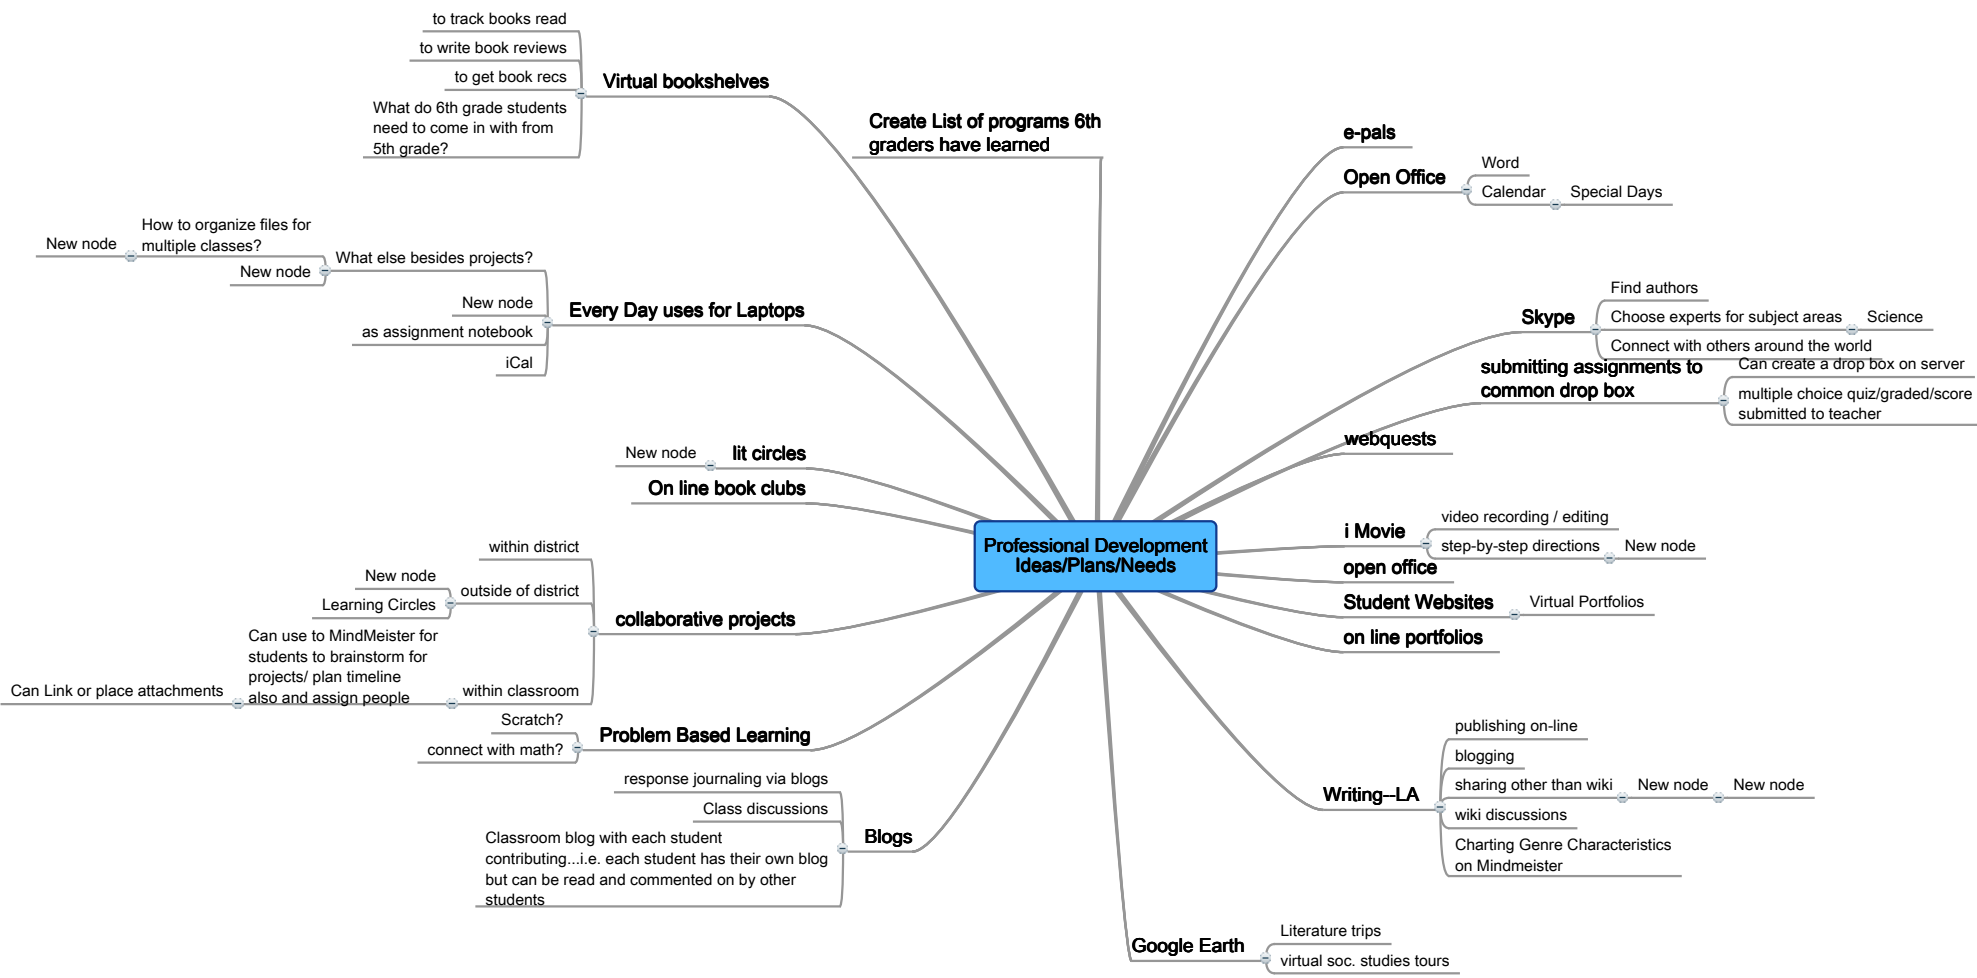 to track books read
to write book reviews
to get book recs
What do 6th grade students
need to come in with from
5th grade?
Virtual bookshelves
Create List of programs 6th
graders have learned
How to organize files for
multiple classes?
New node
New node
What else besides projects?
New node
as assignment notebook
iCal
Every Day uses for Laptops
New node
lit circles
On line book clubs
within district
New node
Learning Circles
outside of district
Can use to MindMeister for
students to brainstorm for
projects/ plan timeline
also and assign people
Can Link or place attachments
within classroom
collaborative projects
Scratch?
connect with math?
Problem Based Learning
response journaling via blogs
Class discussions
Classroom blog with each student
contributing...i.e. each student has their own blog
but can be read and commented on by other
students
Blogs
Professional Development
Ideas/Plans/Needs
e-pals
Open Office
Word
Calendar
Special Days
Skype
Find authors
Choose experts for subject areas
Science
Connect with others around the world
submitting assignments to
common drop box
Can create a drop box on server
multiple choice quiz/graded/score
submitted to teacher
webquests
i Movie
video recording / editing
step-by-step directions
New node
open office
Student Websites
Virtual Portfolios
on line portfolios
Writing--LA
publishing on-line
blogging
sharing other than wiki
New node
New node
wiki discussions
Charting Genre Characteristics
on Mindmeister
Google Earth
Literature trips
virtual soc. studies tours